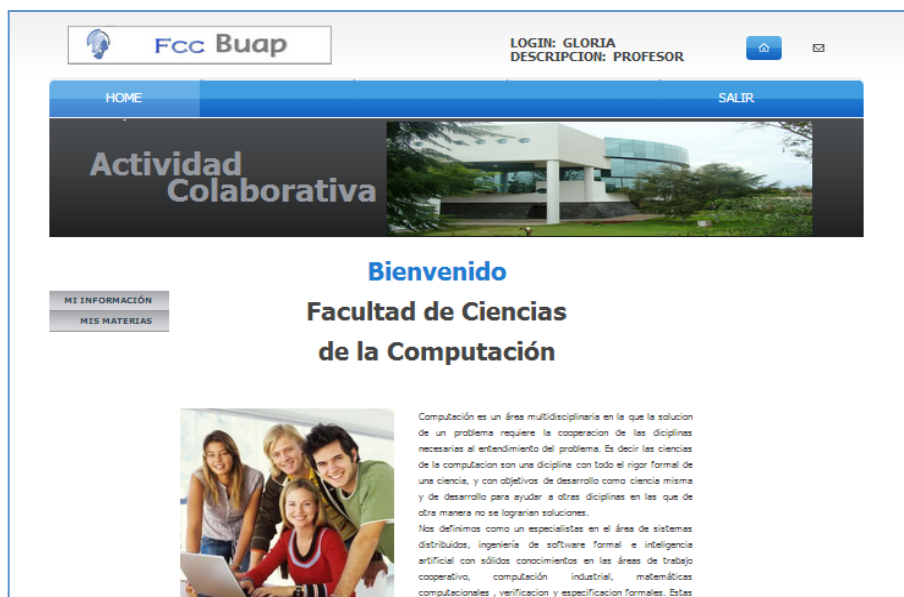 Fcc Buap
LOGIN: GLORIA
DESCRIPCION: PROFESOR
HOME
SALIR
Actividad
Colaborativa
Bienvenido
MI INFORMACIÓN
MIS MATERIAS
Facultad de Ciencias
de la Computación
Computación es un área multidisciplinaria en la que la solucion
de un problema requiere la cooperacion de las diciplinas
necesarias al entendimiento del problema. Es decir las ciencias
de la computacion son una diciplina con todo el rigor formal de
una ciencia, y con objetivos de desarrollo como ciencia misma
y de desarrollo para ayudar a otras diciplinas en las que de
otra manera no se lograrian soluciones.
Nos definimos como un especialistas en el área de sistemas
distribuidos, ingeniería de software formal e inteligencia
artificial con sólidos conocimientos en las áreas de trabajo
cooperativo, computación industrial, matemáticas
computacionales , verificacion y especificacion formales. Estas